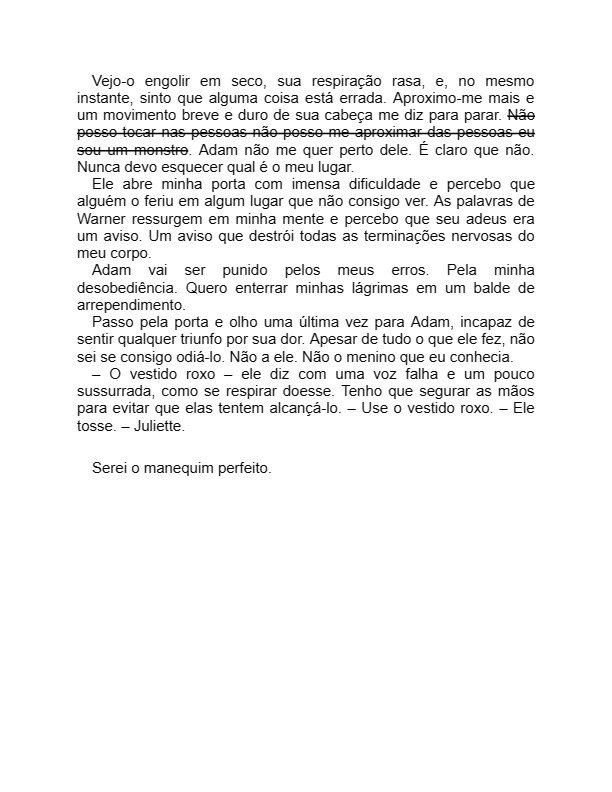 Vejo-o engolir em seco, sua respiração rasa, e, no mesmo
instante, sinto que alguma coisa está errada. Aproximo-me mais e
um movimento breve e duro de sua cabeça me diz para parar. Não
posso tocar nas pessoas não posso me aproximar das pessoas eu
sou um monstro. Adam não me quer perto dele. É claro que não.
Nunca devo esquecer qual é o meu lugar.
Ele abre minha porta com imensa dificuldade e percebo que
alguém o feriu em algum lugar que não consigo ver. As palavras de
Warner ressurgem em minha mente e percebo que seu adeus era
um aviso. Um aviso que destrói todas as terminações nervosas do
meu corpo.
Adam vai ser punido pelos meus erros. Pela minha
desobediência. Quero enterrar minhas lágrimas em um balde de
arrependimento.
Passo pela porta e olho uma última vez para Adam, incapaz de
sentir qualquer triunfo por sua dor. Apesar de tudo o que ele fez, não
sei se consigo odiá-lo. Não a ele. Não o menino que eu conhecia.
– O vestido roxo – ele diz com uma voz falha e um pouco
sussurrada, como se respirar doesse. Tenho que segurar as mãos
para evitar que elas tentem alcançá-lo. – Use o vestido roxo. – Ele
tosse. – Juliette.
Serei o manequim perfeito.